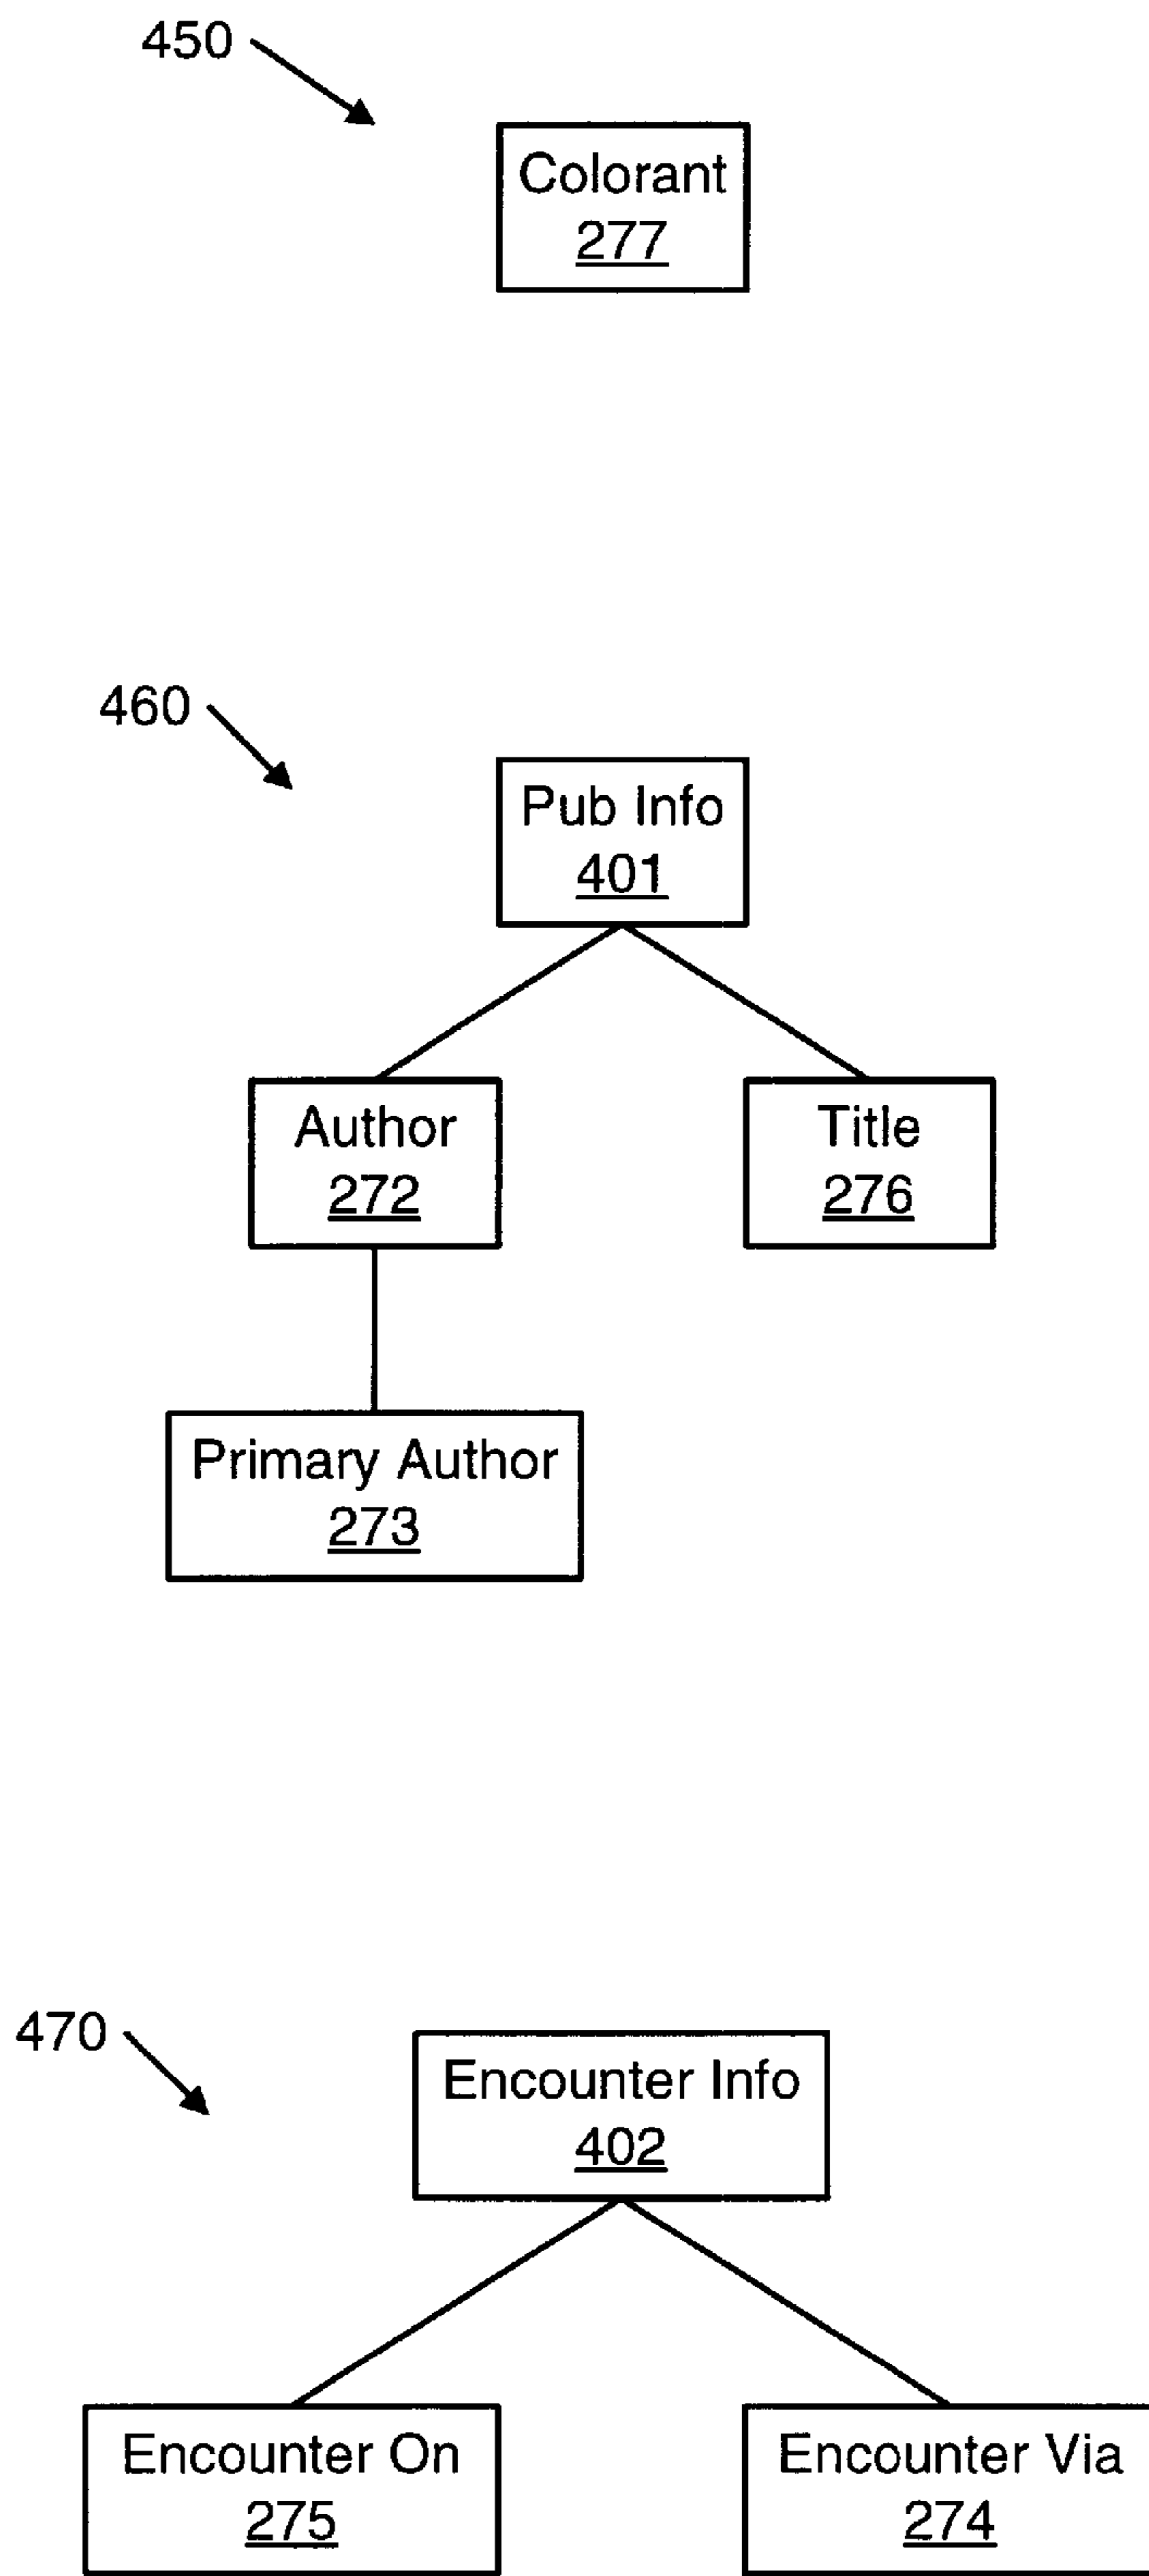 450
Colorant
277
460
Pub Info
401
Author
272
Title
276
Primary Author
273
470
Encounter Info
402
Encounter On
275
Encounter Via
274